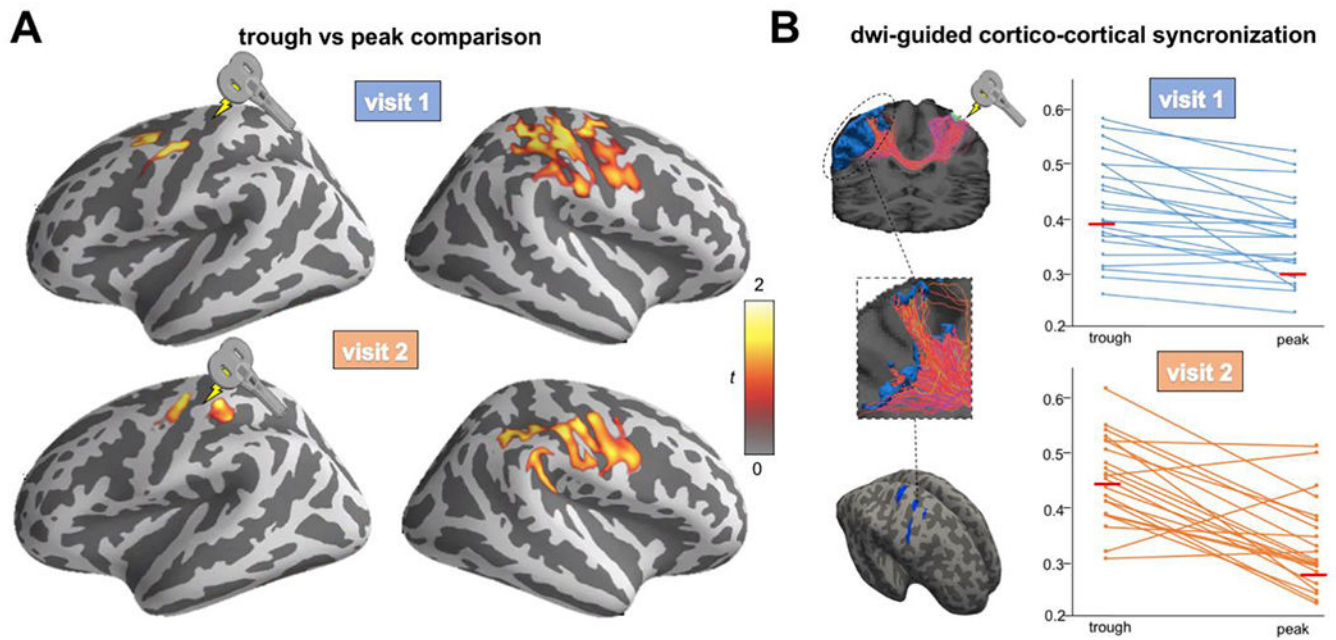 A
trough vs peak comparison
visit 1
visit 2
2
t
0
B
dwi-guided cortico-cortical syncronization
visit 1
0.6
0.5
0.4
0.3
0.2
trough
peak
visit 2
0.6
0.5
0.4
0.3
0.2
trough
peak